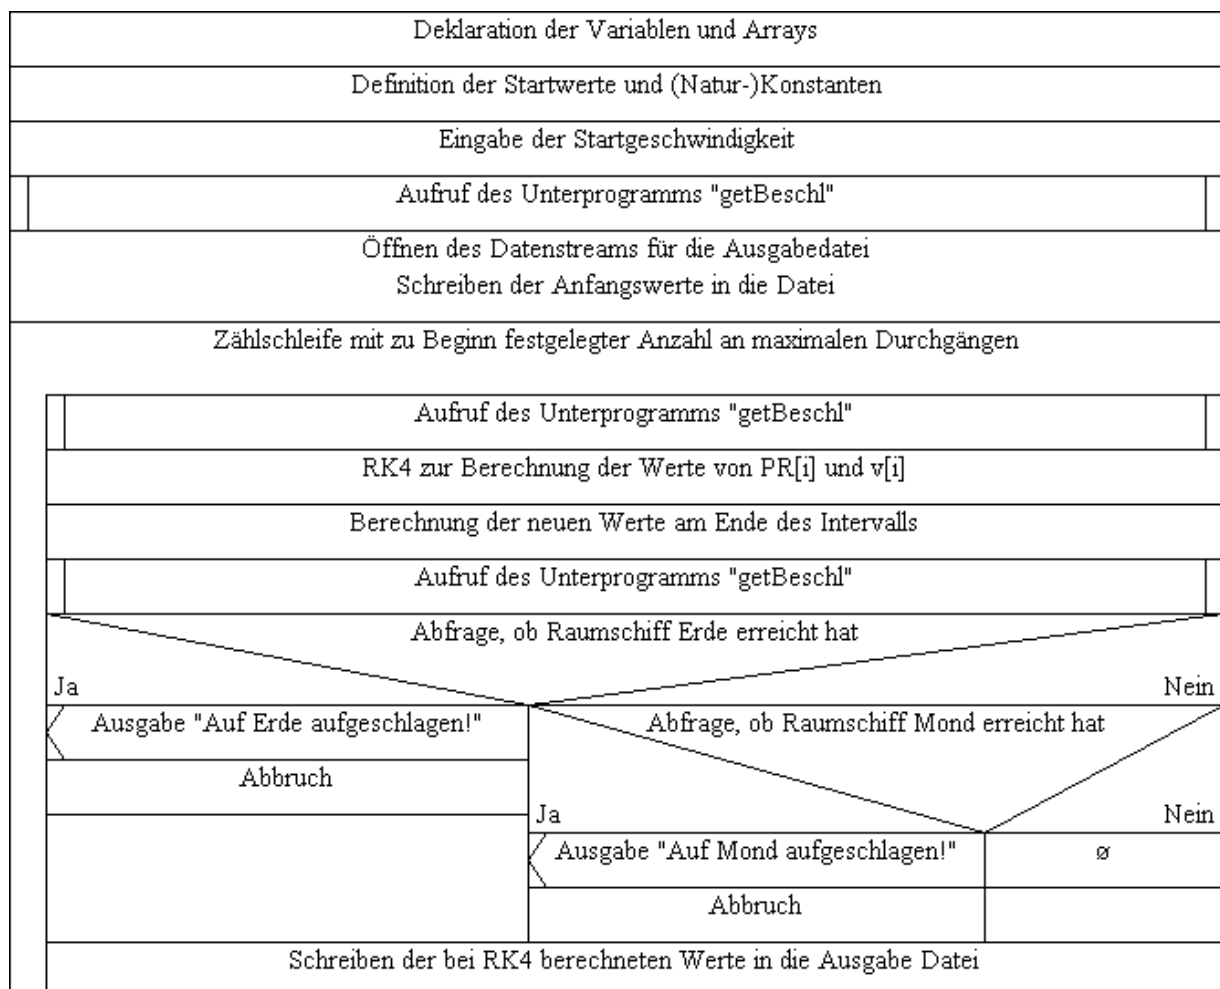 Deklaration der Variablen und Arrays
Definition der Startwerte und (Natur-)Konstanten
Eingabe der Startgeschwindigkeit
Aufruf des Unterprogramms "getBeschl"
Öffnen des Datenstreams für die Ausgabedatei
Schreiben der Anfangswerte in die Datei
Zählschleife mit zu Beginn festgelegter Anzahl an maximalen Durchgängen
Aufruf des Unterprogramms "getBeschl"
RK4 zur Berechnung der Werte von PR[i] und v[i]
Berechnung der neuen Werte am Ende des Intervalls
Aufruf des Unterprogramms "getBeschl"
Abfrage, ob Raumschiff Erde erreicht hat
Ja
Nein
Ausgabe "Auf Erde aufgeschlagen!"
Abfrage, ob Raumschiff Mond erreicht hat
Abbruch
Ja
Nein
Ausgabe "Auf Mond aufgeschlagen!"
ø
Abbruch
Schreiben der bei RK4 berechneten Werte in die Ausgabe Datei